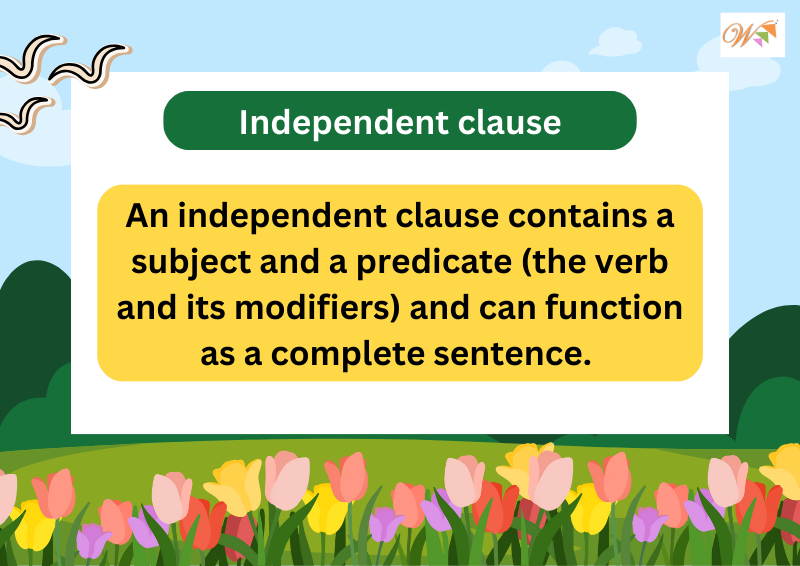 W
Independent clause
An independent clause contains a
subject and a predicate (the verb
and its modifiers) and can function
as a complete sentence.